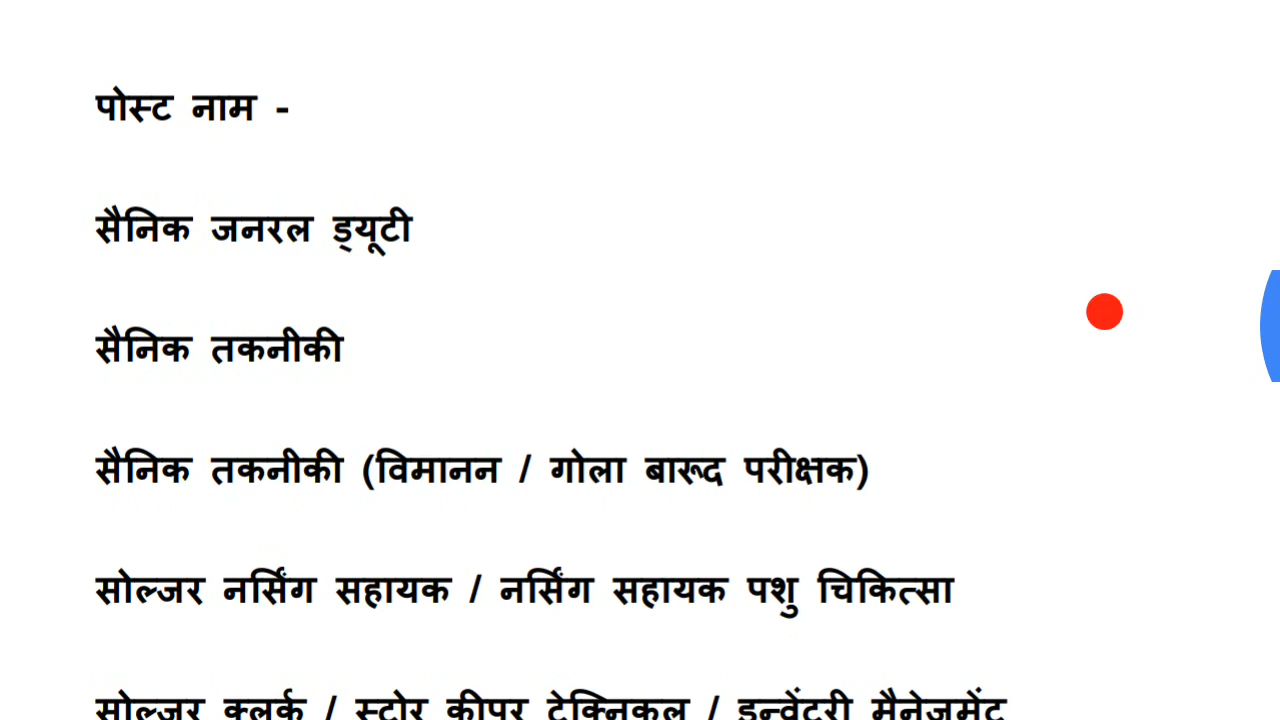 पोस्ट नाम -
सैनिक जनरल ड्यूटी
सैनिक तकनीकी
सैनिक तकनीकी (विमानन / गोला बारूद परीक्षक)
सोल्जर नर्सिंग सहायक / नर्सिंग सहायक पशु चिकित्सा
सोल्जर क्लर्क / स्टोर कीपर टेक्निकल / इन्वेंटरी मैनेजमेंट